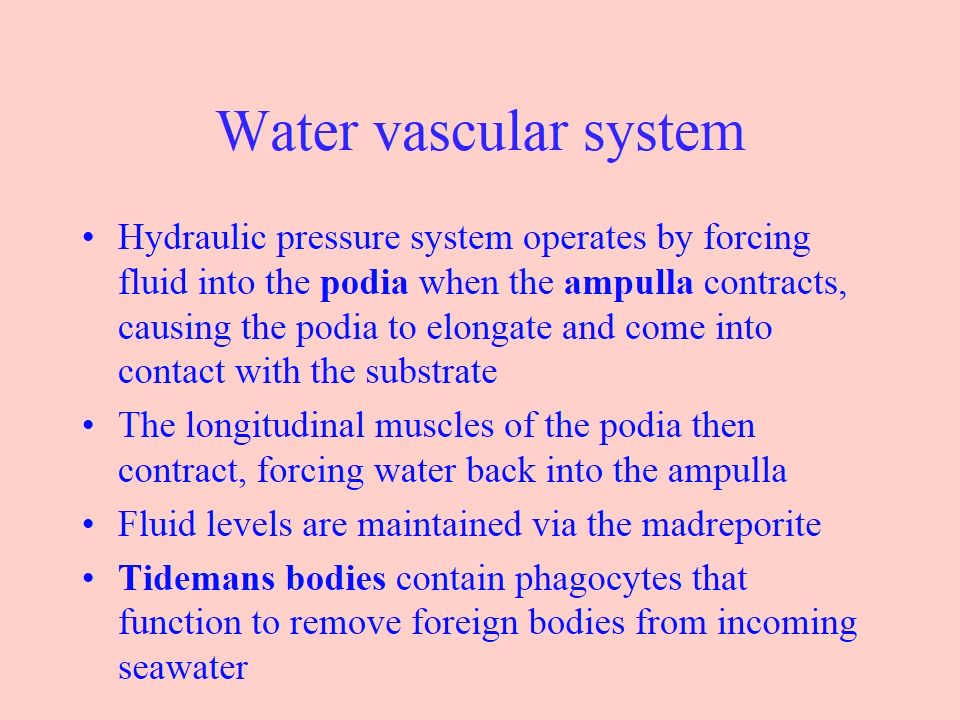 Water vascular system
• Hydraulic pressure system operates by forcing
fluid into the podia when the ampulla contracts,
causing the podia to elongate and come into
contact with the substrate
• The longitudinal muscles of the podia then
contract, forcing water back into the ampulla
• Fluid levels are maintained via the madreporite
• Tidemans bodies contain phagocytes that
function to remove foreign bodies from incoming
seawater